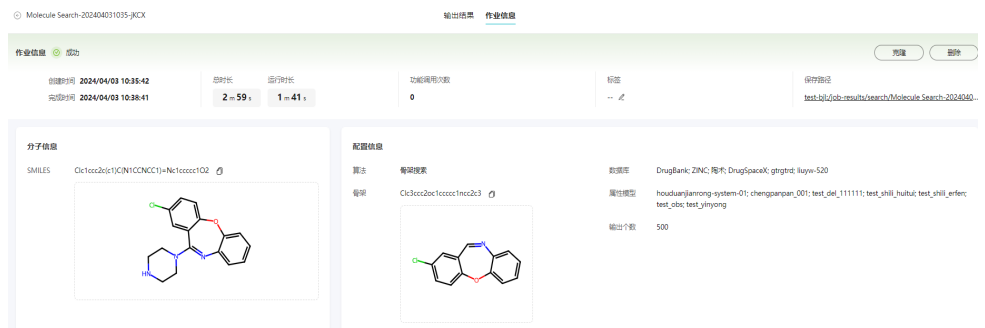 Molecule Search-202404031035-jKCX
输出结果 作业信息
作业信息 成功 克隆 删除
创建时间 2024/04/03 10:35:42
完成时间 2024/04/03 10:38:41
总时长 运行时长
2 m 59 s 1 m 41 s
功能调用次数
0
标签
--
保存路径
test-bjl:/job-results/search/Molecule Search-2024040...
分子信息
SMILES Clc1ccc2c(c1)C(N1CCNCC1)=Nc1ccccc1O2
Cl
O
N
N
HN
配置信息
算法 骨架搜索
骨架 Clc3ccc2oc1ccccc1ncc2c3
N
Cl
O
数据库 DrugBank; ZINC; 陶术; DrugSpaceX; gtrgtrd; liuyw-520
属性模型 houduanjianrong-system-01; chengpanpan_001; test_del_111111; test_shili_huitui; test_shili_erfen;
test_obs; test_yinyong
输出个数 500